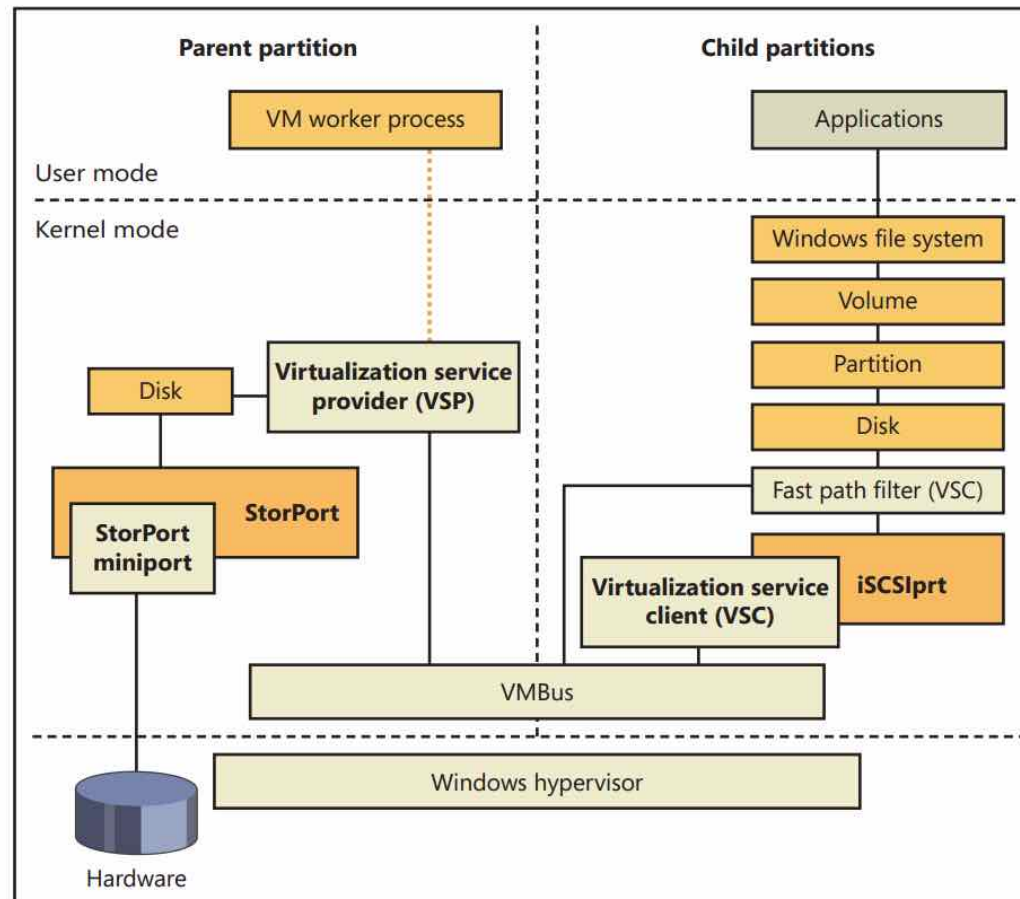 Parent partition
Child partitions
VM worker process
Applications
User mode
Kernel mode
Windows file system
Volume
Partition
Disk
Fast path filter (VSC)
Virtualization service
provider (VSP)
Disk
StorPort
StorPort
miniport
iSCSIprt
Virtualization service
client (VSC)
VMBus
Windows hypervisor
Hardware